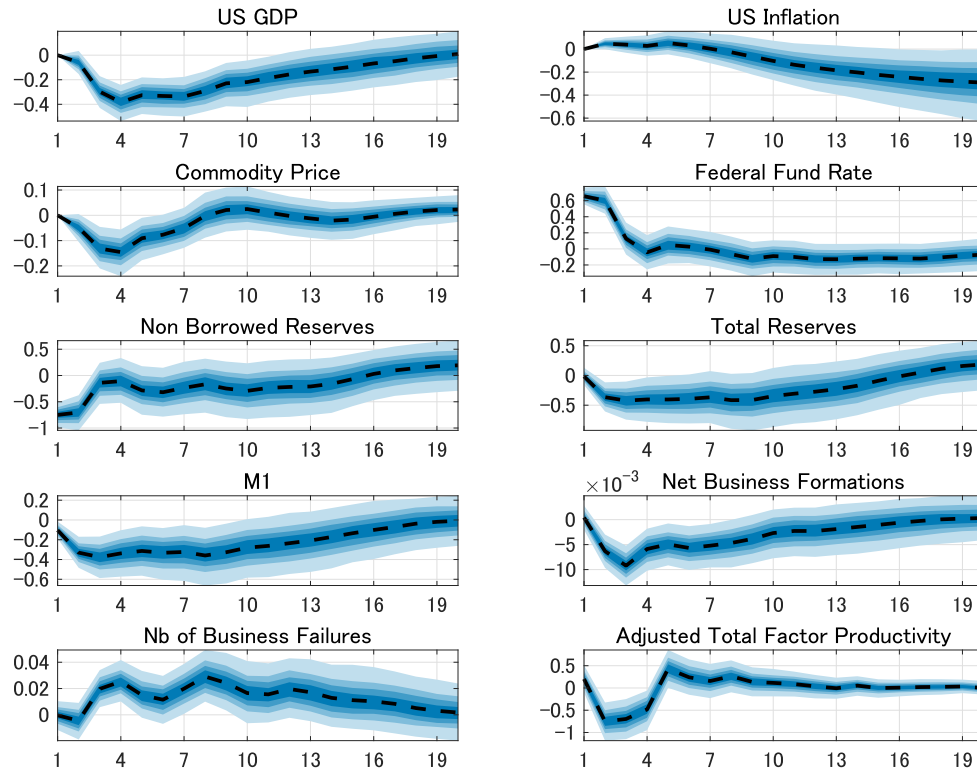 US GDP
0
−0.2
−0.4
1 4 7 10 13 16 19
US Inflation
0
−0.2
−0.4
−0.6
1 4 7 10 13 16 19
Commodity Price
0.1
0
−0.1
−0.2
1 4 7 10 13 16 19
Federal Fund Rate
0.6
0.4
0.2
0
−0.2
1 4 7 10 13 16 19
Non Borrowed Reserves
0.5
0
−0.5
−1
1 4 7 10 13 16 19
Total Reserves
0.5
0
−0.5
1 4 7 10 13 16 19
M1
0.2
0
−0.2
−0.4
−0.6
1 4 7 10 13 16 19
×10⁻³ Net Business Formations
0
−5
−10
1 4 7 10 13 16 19
Nb of Business Failures
0.04
0.02
0
1 4 7 10 13 16 19
Adjusted Total Factor Productivity
0.5
0
−0.5
−1
1 4 7 10 13 16 19